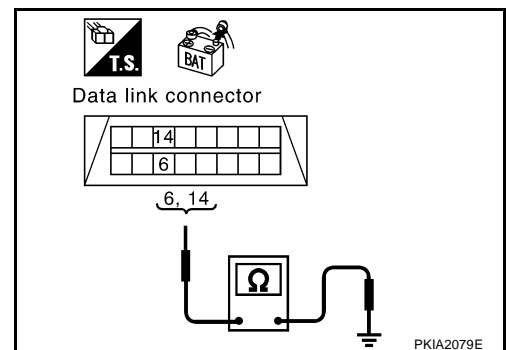 T.S.
BAT
Data link connector
14
6
6, 14
Ω
PKIA2079E